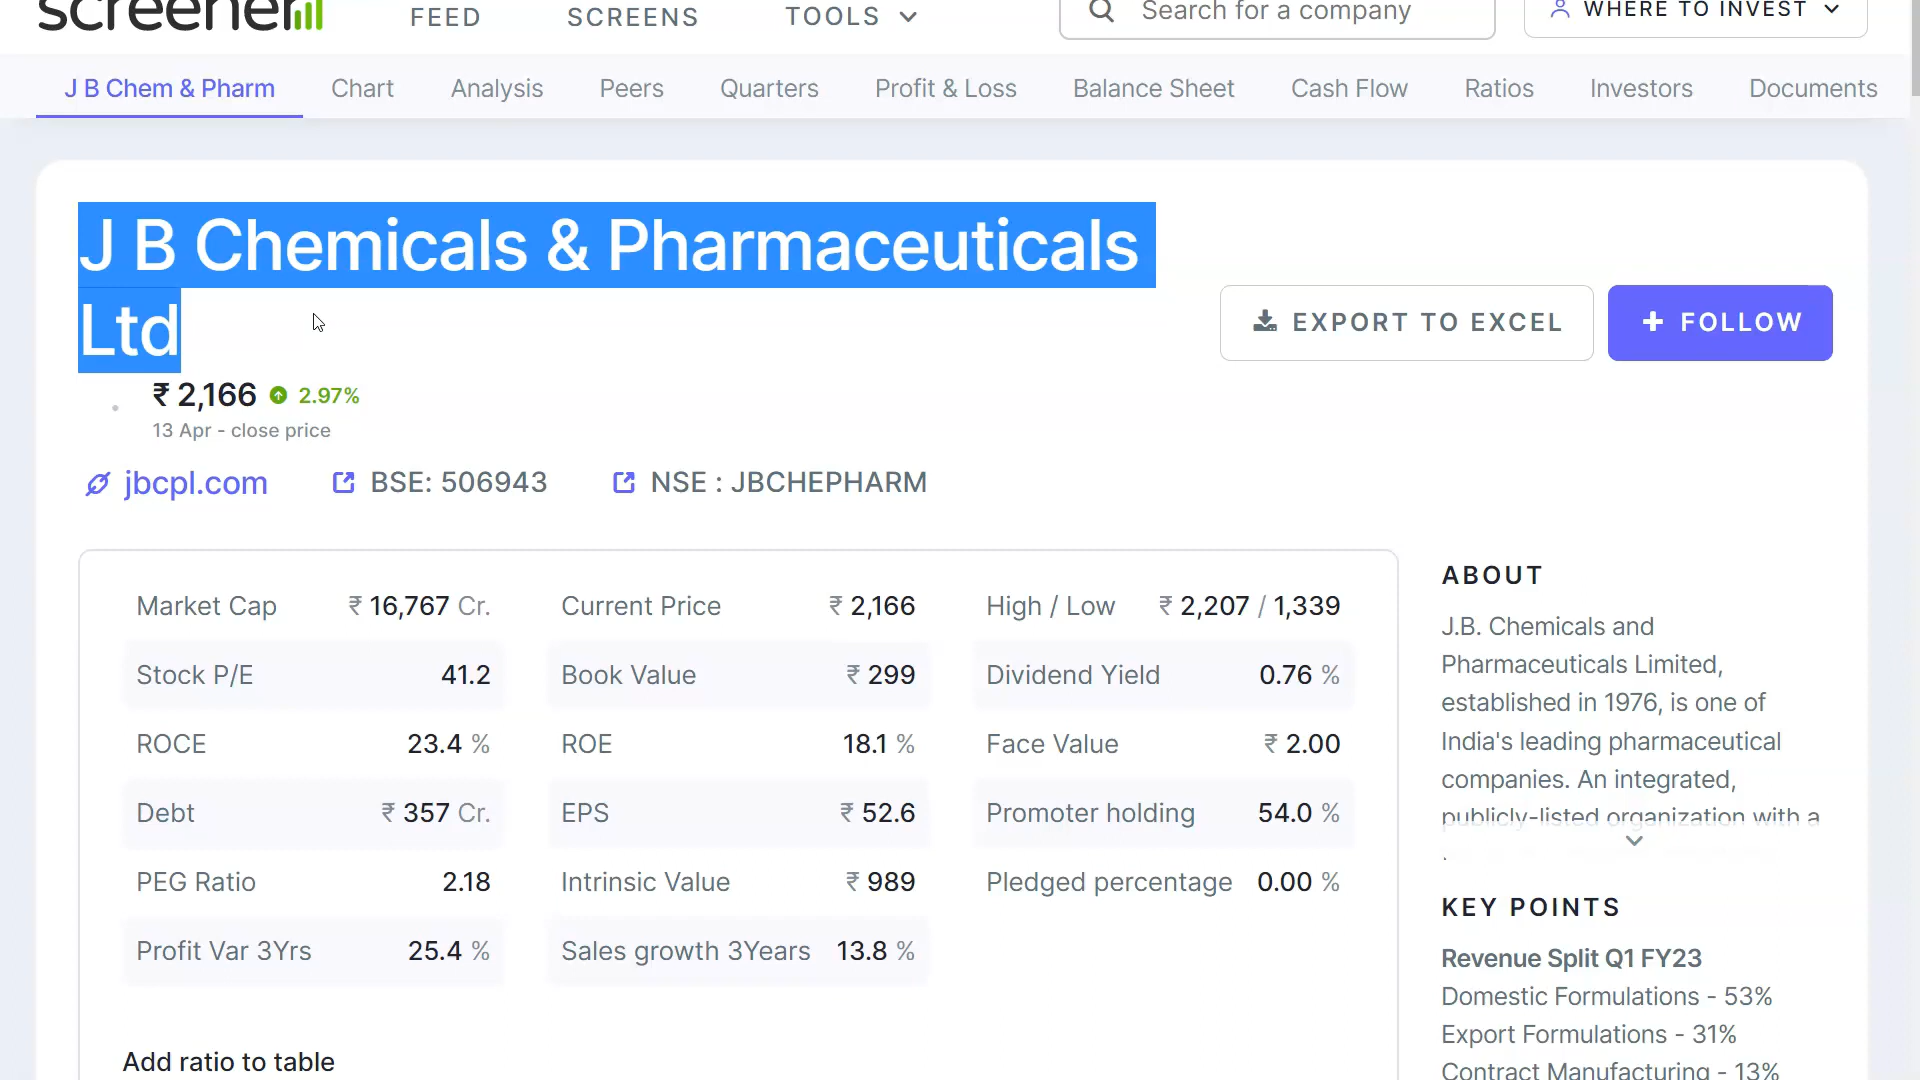 screener
FEED
SCREENS
TOOLS
Search for a company
WHERE TO INVEST
J B Chem & Pharm
Chart
Analysis
Peers
Quarters
Profit & Loss
Balance Sheet
Cash Flow
Ratios
Investors
Documents
J B Chemicals & Pharmaceuticals
Ltd
EXPORT TO EXCEL
+ FOLLOW
₹ 2,166 2.97%
13 Apr - close price
jbcpl.com
BSE: 506943
NSE : JBCHEPHARM
Market Cap ₹ 16,767 Cr.
Current Price ₹ 2,166
High / Low ₹ 2,207 / 1,339
Stock P/E 41.2
Book Value ₹ 299
Dividend Yield 0.76 %
ROCE 23.4 %
ROE 18.1 %
Face Value ₹ 2.00
Debt ₹ 357 Cr.
EPS ₹ 52.6
Promoter holding 54.0 %
PEG Ratio 2.18
Intrinsic Value ₹ 989
Pledged percentage 0.00 %
Profit Var 3Yrs 25.4 %
Sales growth 3Years 13.8 %
Add ratio to table
ABOUT
J.B. Chemicals and
Pharmaceuticals Limited,
established in 1976, is one of
India's leading pharmaceutical
companies. An integrated,
publicly-listed organization with a
KEY POINTS
Revenue Split Q1 FY23
Domestic Formulations - 53%
Export Formulations - 31%
Contract Manufacturing - 13%